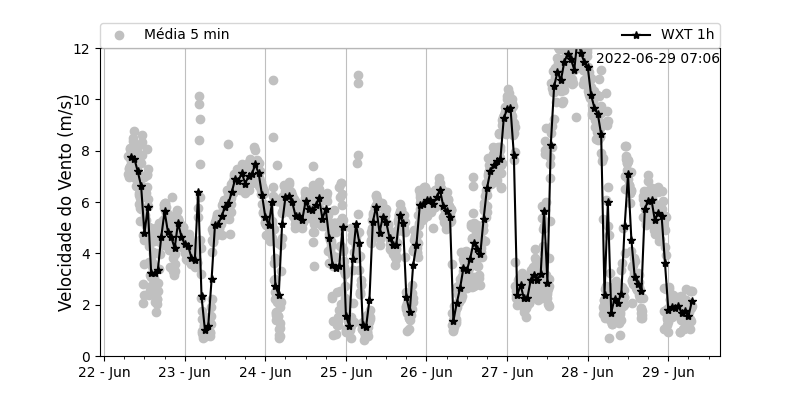 Média 5 min
WXT 1h
2022-06-29 07:06
Velocidade do Vento (m/s)
12
10
8
6
4
2
0
22 - Jun
23 - Jun
24 - Jun
25 - Jun
26 - Jun
27 - Jun
28 - Jun
29 - Jun